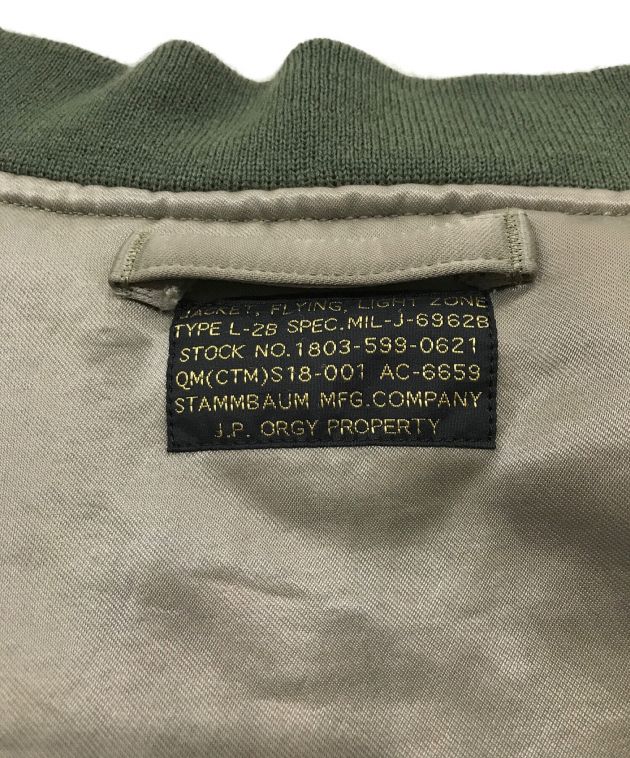 JACKET, FLYING, LIGHT ZONE
TYPE L-2B SPEC.MIL-J-6962B
STOCK NO.1803-599-0621
QM(CTM)S18-001 AC-6659
STAMMBAUM MFG.COMPANY
J.P. ORGY PROPERTY